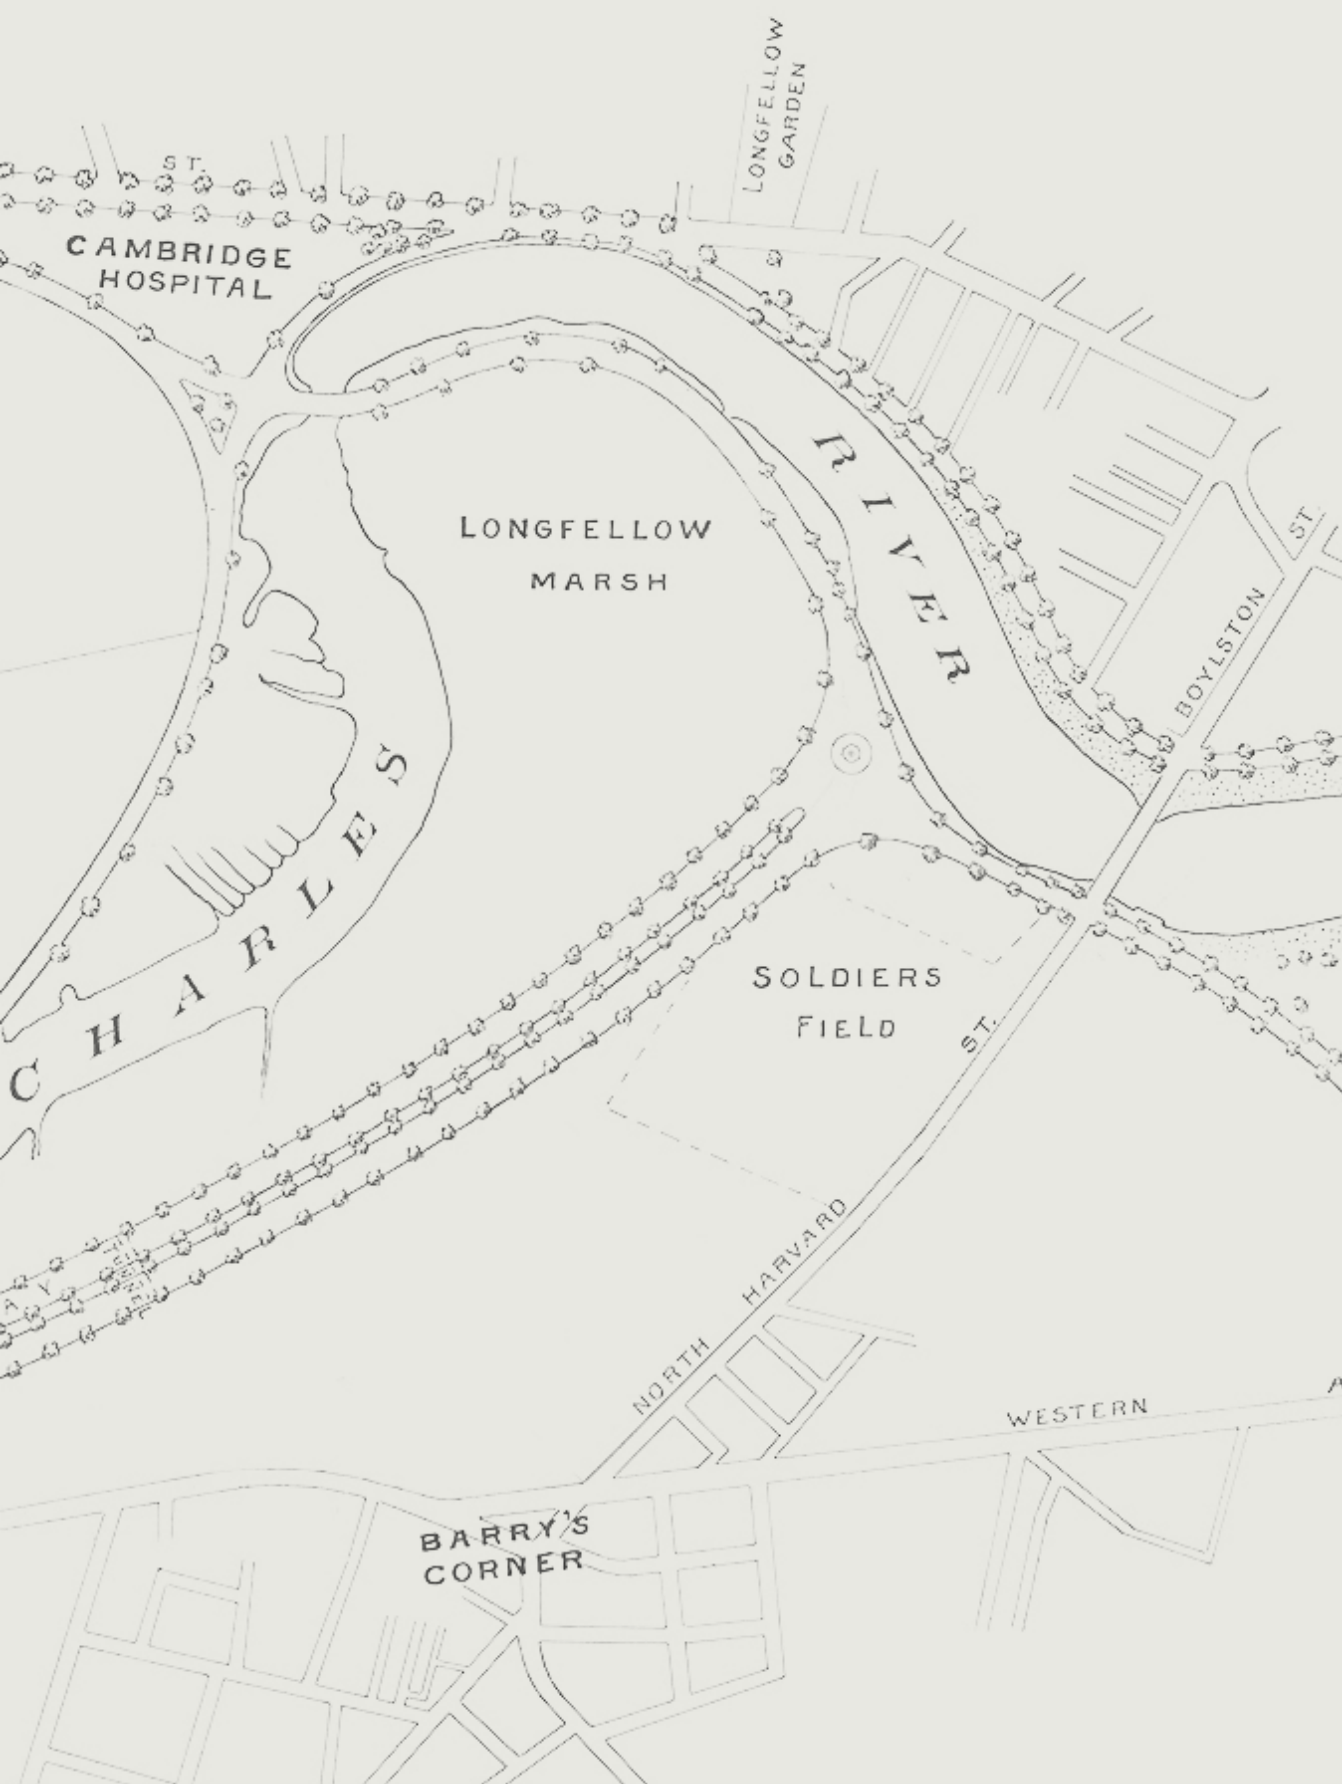 LONGFELLOW
GARDEN
ST.
CAMBRIDGE
HOSPITAL
RIVER
LONGFELLOW
MARSH
ST.
BOYLSTON
CHARLES
SOLDIERS
FIELD
ST.
HARVARD
NORTH
WESTERN
A
BARRY'S
CORNER